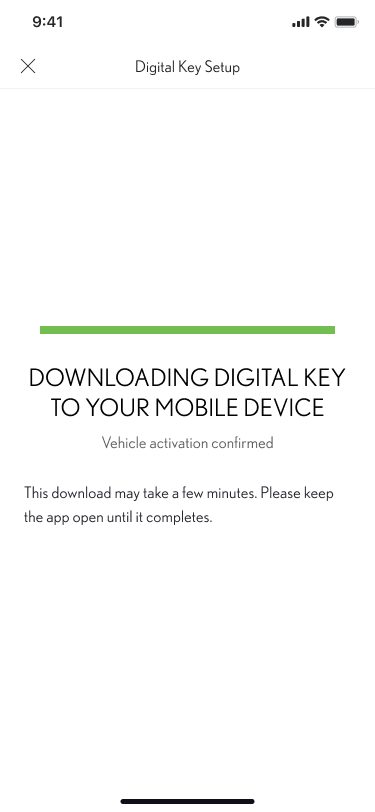 9:41
Digital Key Setup
DOWNLOADING DIGITAL KEY
TO YOUR MOBILE DEVICE
Vehicle activation confirmed
This download may take a few minutes. Please keep
the app open until it completes.